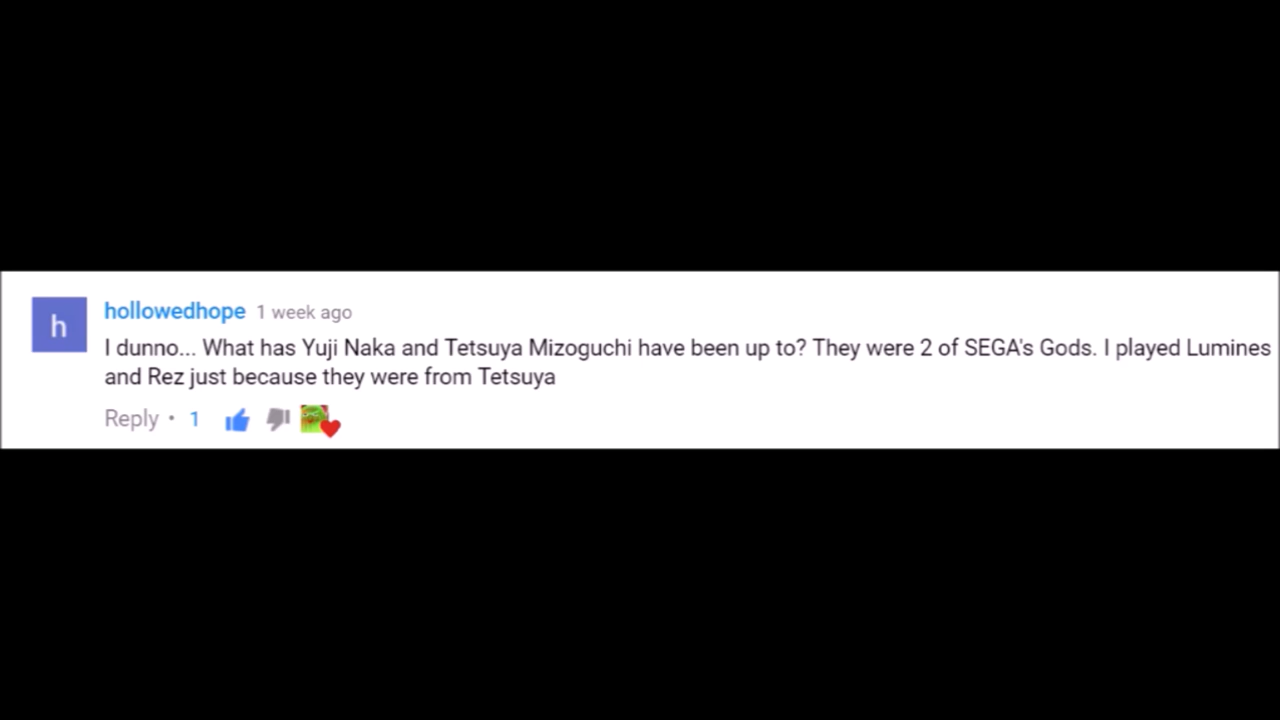 h
hollowedhope 1 week ago
I dunno... What has Yuji Naka and Tetsuya Mizoguchi have been up to? They were 2 of SEGA's Gods. I played Lumines
and Rez just because they were from Tetsuya
Reply • 1